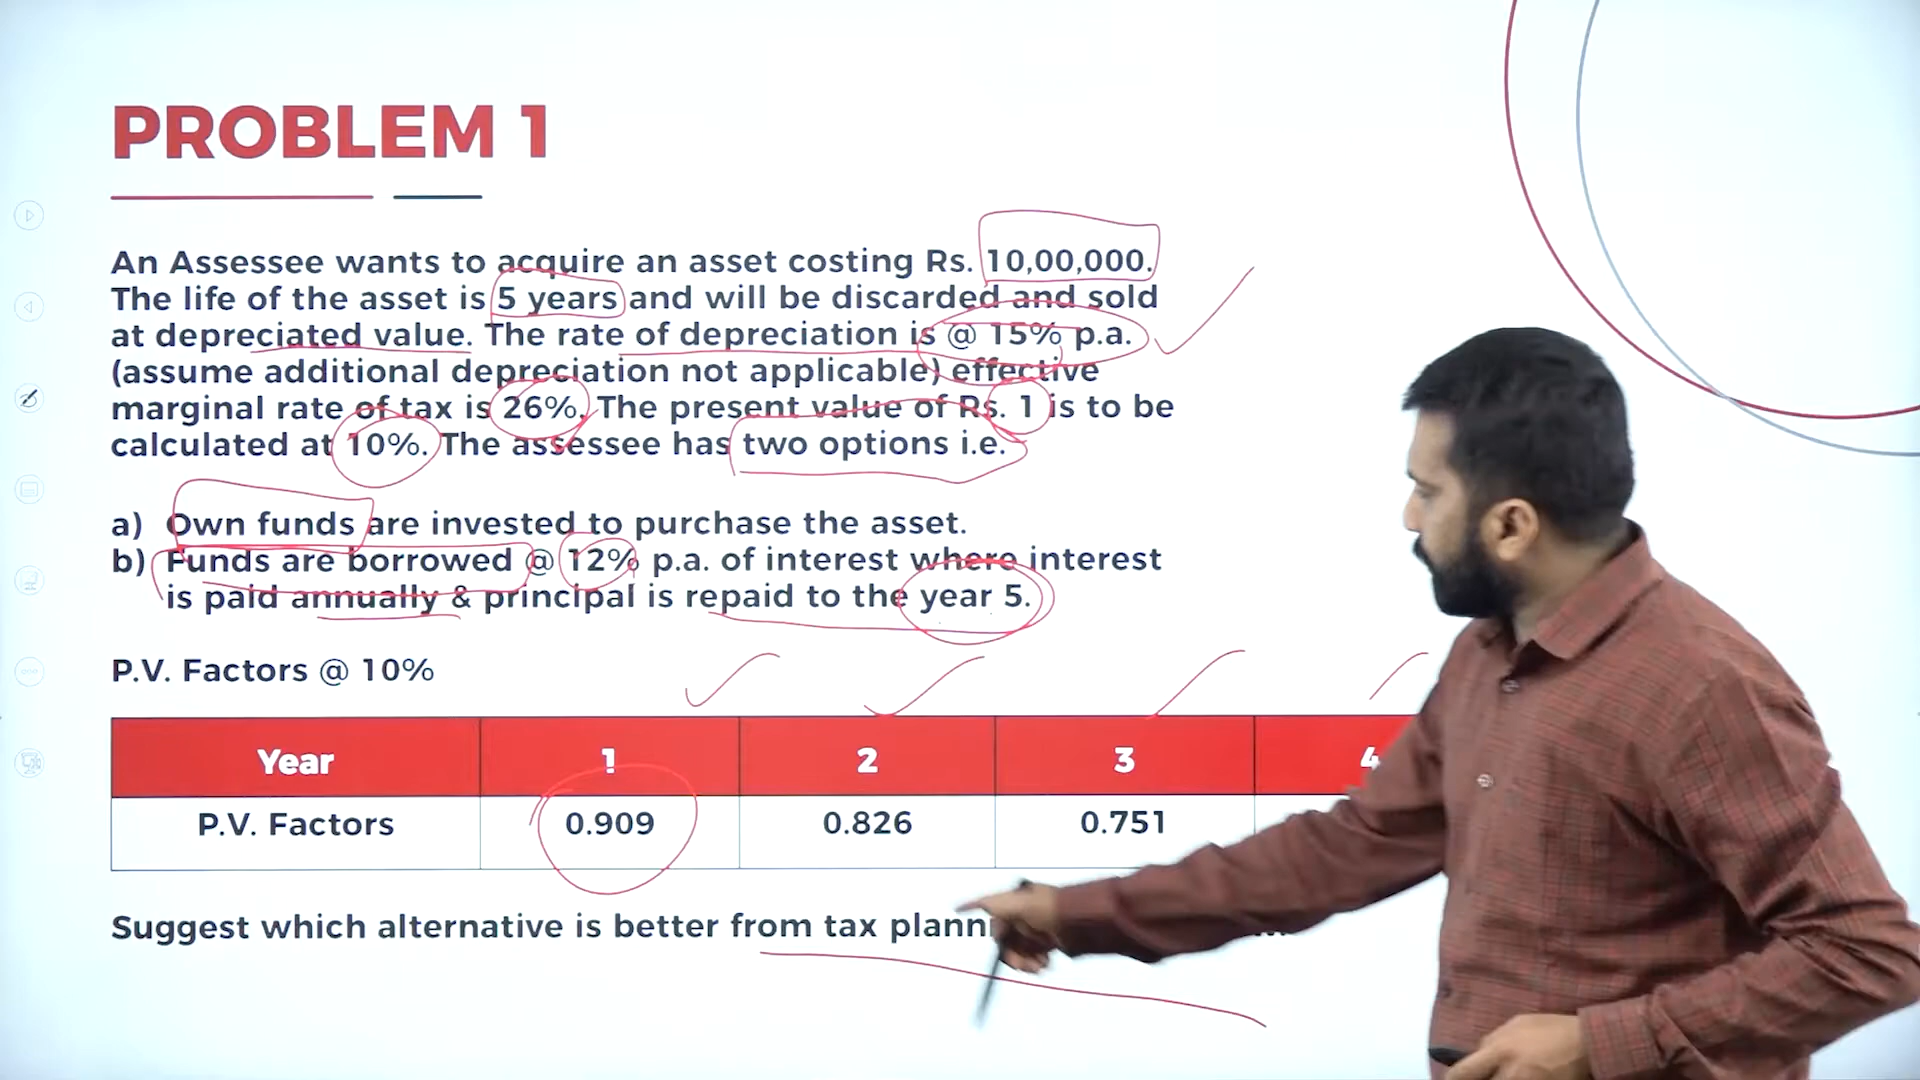 PROBLEM 1
An Assessee wants to acquire an asset costing Rs. 10,00,000.
The life of the asset is 5 years and will be discarded and sold
at depreciated value. The rate of depreciation is @ 15% p.a.
(assume additional depreciation not applicable) effective
marginal rate of tax is 26%. The present value of Rs. 1 is to be
calculated at 10%. The assessee has two options i.e.
a) Own funds are invested to purchase the asset.
b) Funds are borrowed @ 12% p.a. of interest where interest
is paid annually & principal is repaid to the year 5.
P.V. Factors @ 10%
Year 1 2 3 4
P.V. Factors 0.909 0.826 0.751
Suggest which alternative is better from tax